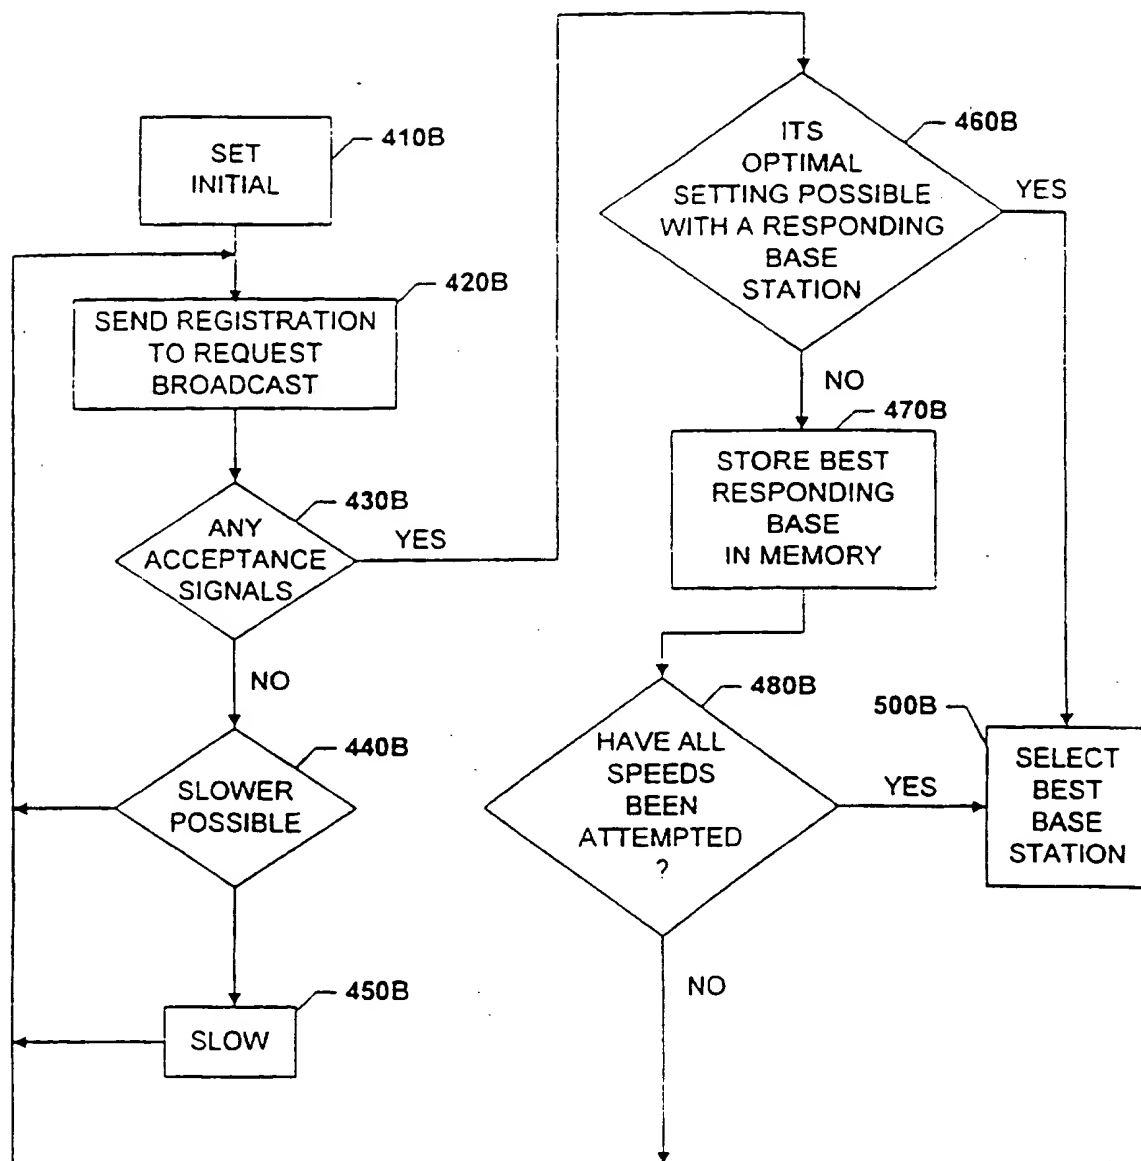 SET
INITIAL
410B
SEND REGISTRATION
TO REQUEST
BROADCAST
420B
ANY
ACCEPTANCE
SIGNALS
430B
YES
NO
SLOWER
POSSIBLE
440B
SLOW
450B
ITS
OPTIMAL
SETTING POSSIBLE
WITH A RESPONDING
BASE
STATION
460B
YES
NO
STORE BEST
RESPONDING
BASE
IN MEMORY
470B
HAVE ALL
SPEEDS
BEEN
ATTEMPTED
?
480B
YES
NO
SELECT
BEST
BASE
STATION
500B